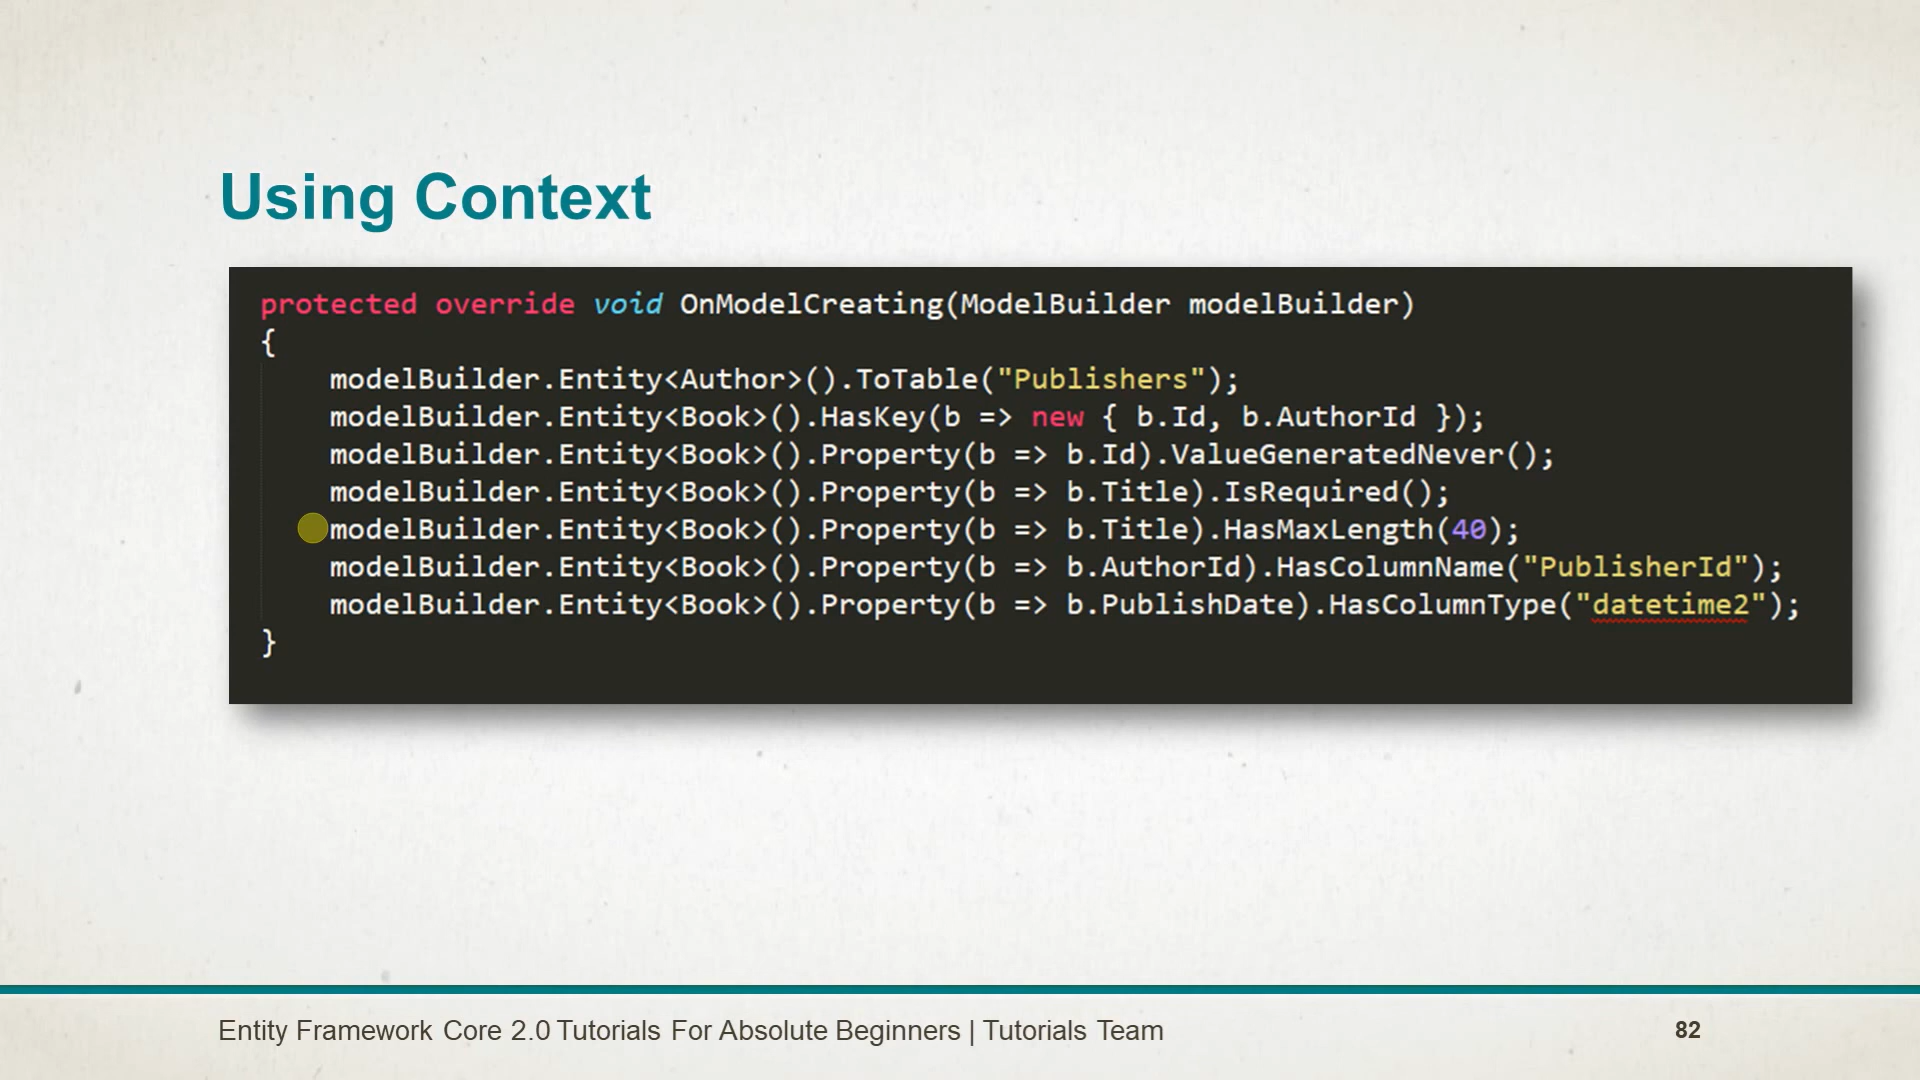 Using Context
protected override void OnModelCreating(ModelBuilder modelBuilder)
{
    modelBuilder.Entity<Author>().ToTable("Publishers");
    modelBuilder.Entity<Book>().HasKey(b => new { b.Id, b.AuthorId });
    modelBuilder.Entity<Book>().Property(b => b.Id).ValueGeneratedNever();
    modelBuilder.Entity<Book>().Property(b => b.Title).IsRequired();
    modelBuilder.Entity<Book>().Property(b => b.Title).HasMaxLength(40);
    modelBuilder.Entity<Book>().Property(b => b.AuthorId).HasColumnName("PublisherId");
    modelBuilder.Entity<Book>().Property(b => b.PublishDate).HasColumnType("datetime2");
}
Entity Framework Core 2.0 Tutorials For Absolute Beginners | Tutorials Team
82